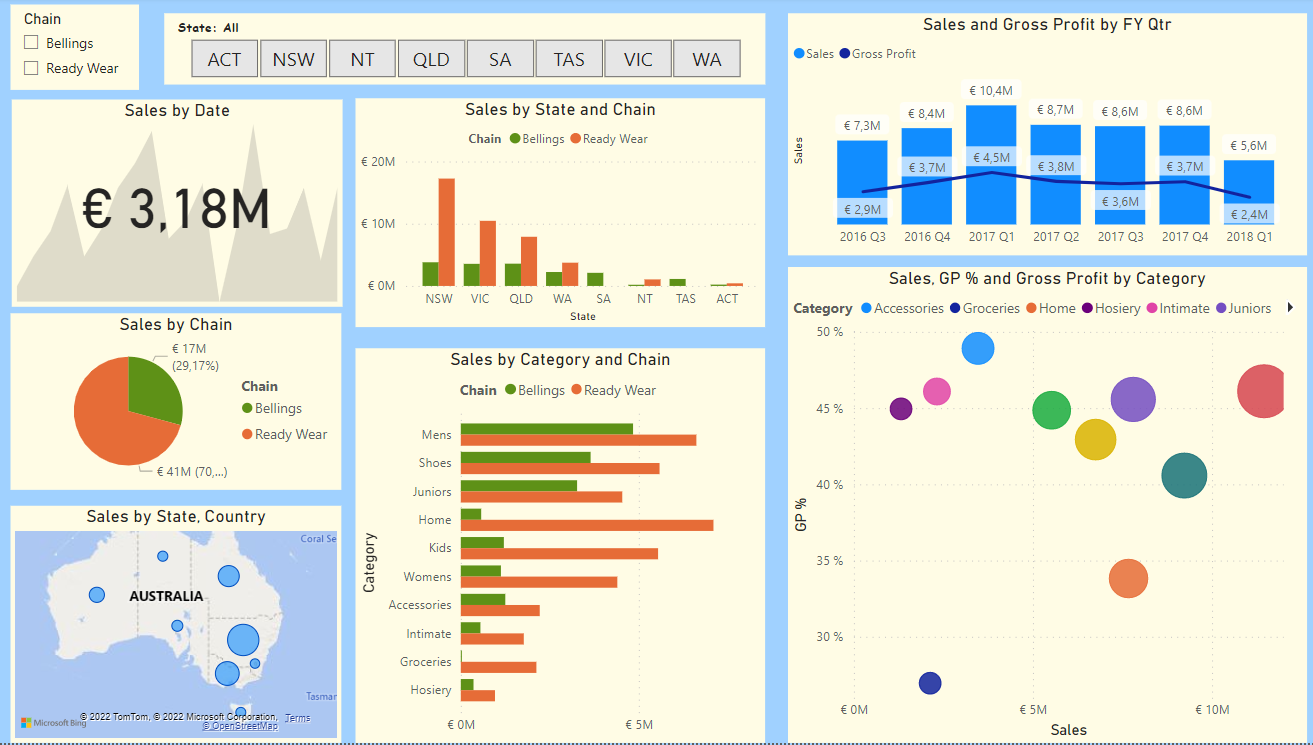 Chain
Bellings
Ready Wear
State: All
ACT NSW NT QLD SA TAS VIC WA
Sales by Date
€ 3,18M
Sales by Chain
€ 17M
(29,17%)
Chain
Bellings
Ready Wear
€ 41M (70,...)
Sales by State, Country
Coral Se
AUSTRALIA
Tasmar
Microsoft Bing
© 2022 TomTom, © 2022 Microsoft Corporation, Terms
© OpenStreetMap
Sales by State and Chain
Chain Bellings Ready Wear
€ 20M
€ 10M
€ 0M
NSW VIC QLD WA SA NT TAS ACT
State
Sales by Category and Chain
Chain Bellings Ready Wear
Category
Mens
Shoes
Juniors
Home
Kids
Womens
Accessories
Intimate
Groceries
Hosiery
€ 0M € 5M
Sales and Gross Profit by FY Qtr
Sales Gross Profit
Sales
€ 7,3M € 8,4M € 10,4M € 8,7M € 8,6M € 8,6M € 5,6M
€ 2,9M € 3,7M € 4,5M € 3,8M € 3,6M € 3,7M € 2,4M
2016 Q3 2016 Q4 2017 Q1 2017 Q2 2017 Q3 2017 Q4 2018 Q1
Sales, GP % and Gross Profit by Category
Category Accessories Groceries Home Hosiery Intimate Juniors
GP %
50 %
45 %
40 %
35 %
30 %
€ 0M € 5M € 10M
Sales